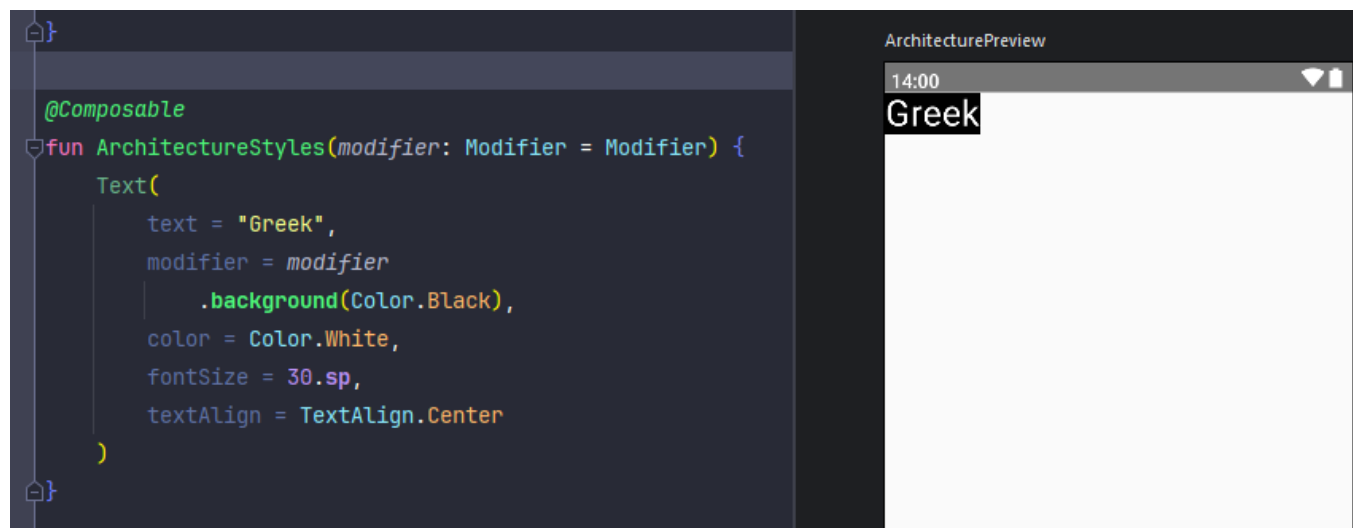 }
@Composable
fun ArchitectureStyles(modifier: Modifier = Modifier) {
Text(
text = "Greek",
modifier = modifier
.background(Color.Black),
color = Color.White,
fontSize = 30.sp,
textAlign = TextAlign.Center
)
}
ArchitecturePreview
14:00
Greek